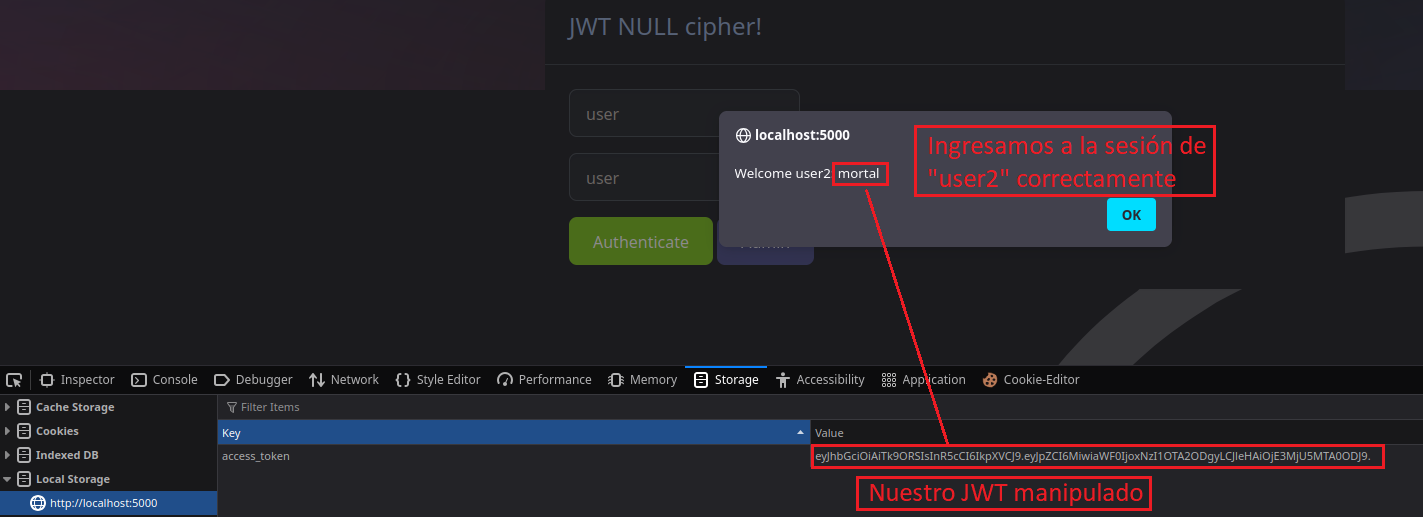 JWT NULL cipher!
user
localhost:5000
Ingresamos a la sesión de
"user2" correctamente
Welcome user2 mortal
user
OK
Authenticate
Admin
Inspector Console Debugger Network Style Editor Performance Memory Storage Accessibility Application Cookie-Editor
Cache Storage
Filter Items
Cookies
Key Value
Indexed DB
access_token eyJhbGciOiAiTk9ORSIsInR5cCI6IkpXVCJ9.eyJpZCI6MiwiaWF0IjoxNzI1OTA2ODgyLCJleHAiOjE3MjU5MTA0ODJ9.
Local Storage
http://localhost:5000
Nuestro JWT manipulado